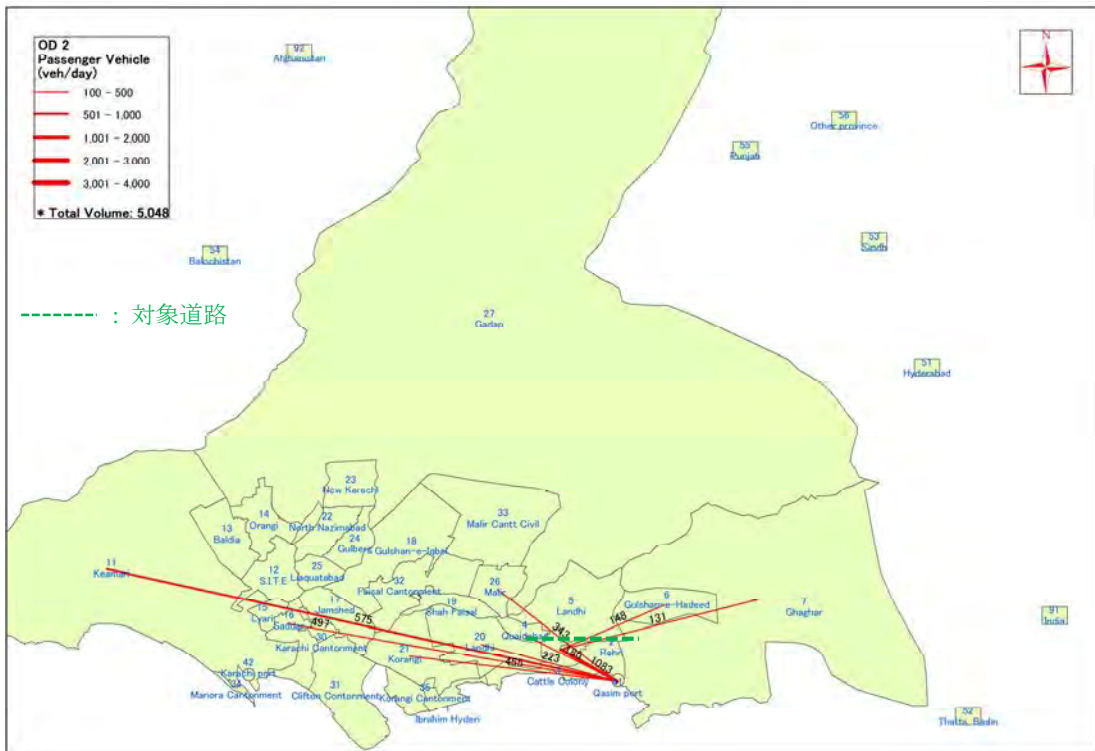 OD 2
Passenger Vehicle
(veh/day)
100 - 500
501 - 1,000
1,001 - 2,000
2,001 - 3,000
3,001 - 4,000
* Total Volume: 5.048
N
92
Afghanistan
56
Other province
55
Punjab
53
Sindh
54
Balochistan
: 対象道路
27
Gadap
51
Hyderabad
23
New Karachi
14
Orangi
22
North Nazimabad
33
Malir Cantt Civil
13
Baldia
24
Gulberg
18
Gulshan-e-Iqbal
11
Keamari
12
S.I.T.E
25
Liaquatabad
32
Faisal Cantonment
26
Malir
5
Landhi
6
Gulshan-e-Hadeed
7
Ghaghar
17
Jamshed
19
Shah Faisal
15
Lyari
16
Saddar
497
575
343
148
131
91
India
4
Quaidabad
30
Karachi Cantonment
20
Landhi
21
Korangi
2
Rehri
223
1083
Cattle Colony
Qasim port
42
Karachi port
34
Manora Cantonment
31
Clifton Contonment
35
Korangi Cantonment
1
Ibrahim Hyderi
52
Thatta, Badin